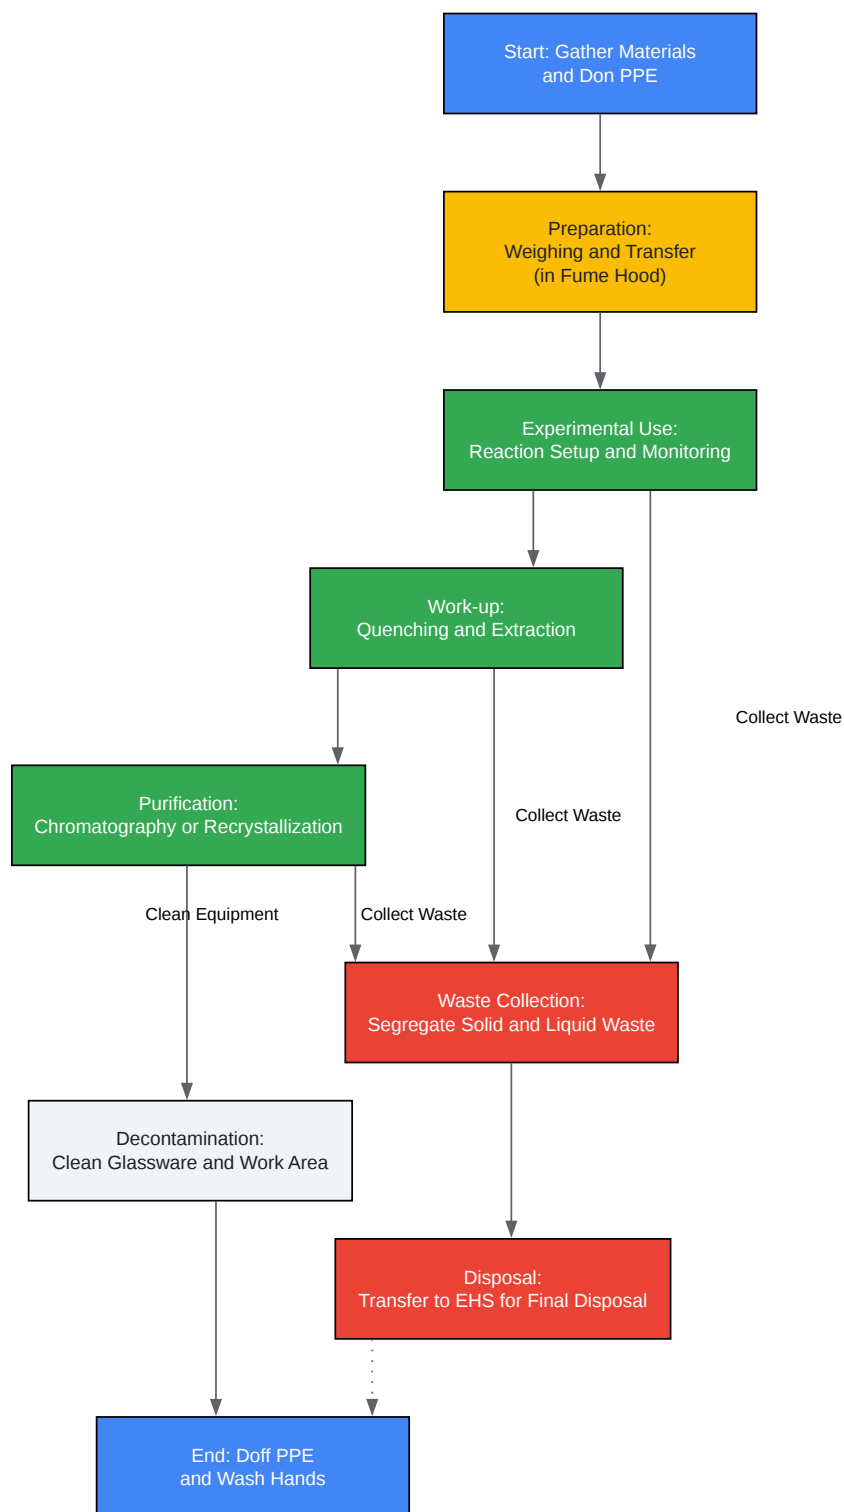 Start: Gather Materials
and Don PPE
Preparation:
Weighing and Transfer
(in Fume Hood)
Experimental Use:
Reaction Setup and Monitoring
Work-up:
Quenching and Extraction
Collect Waste
Purification:
Chromatography or Recrystallization
Collect Waste
Clean Equipment
Collect Waste
Waste Collection:
Segregate Solid and Liquid Waste
Decontamination:
Clean Glassware and Work Area
Disposal:
Transfer to EHS for Final Disposal
End: Doff PPE
and Wash Hands